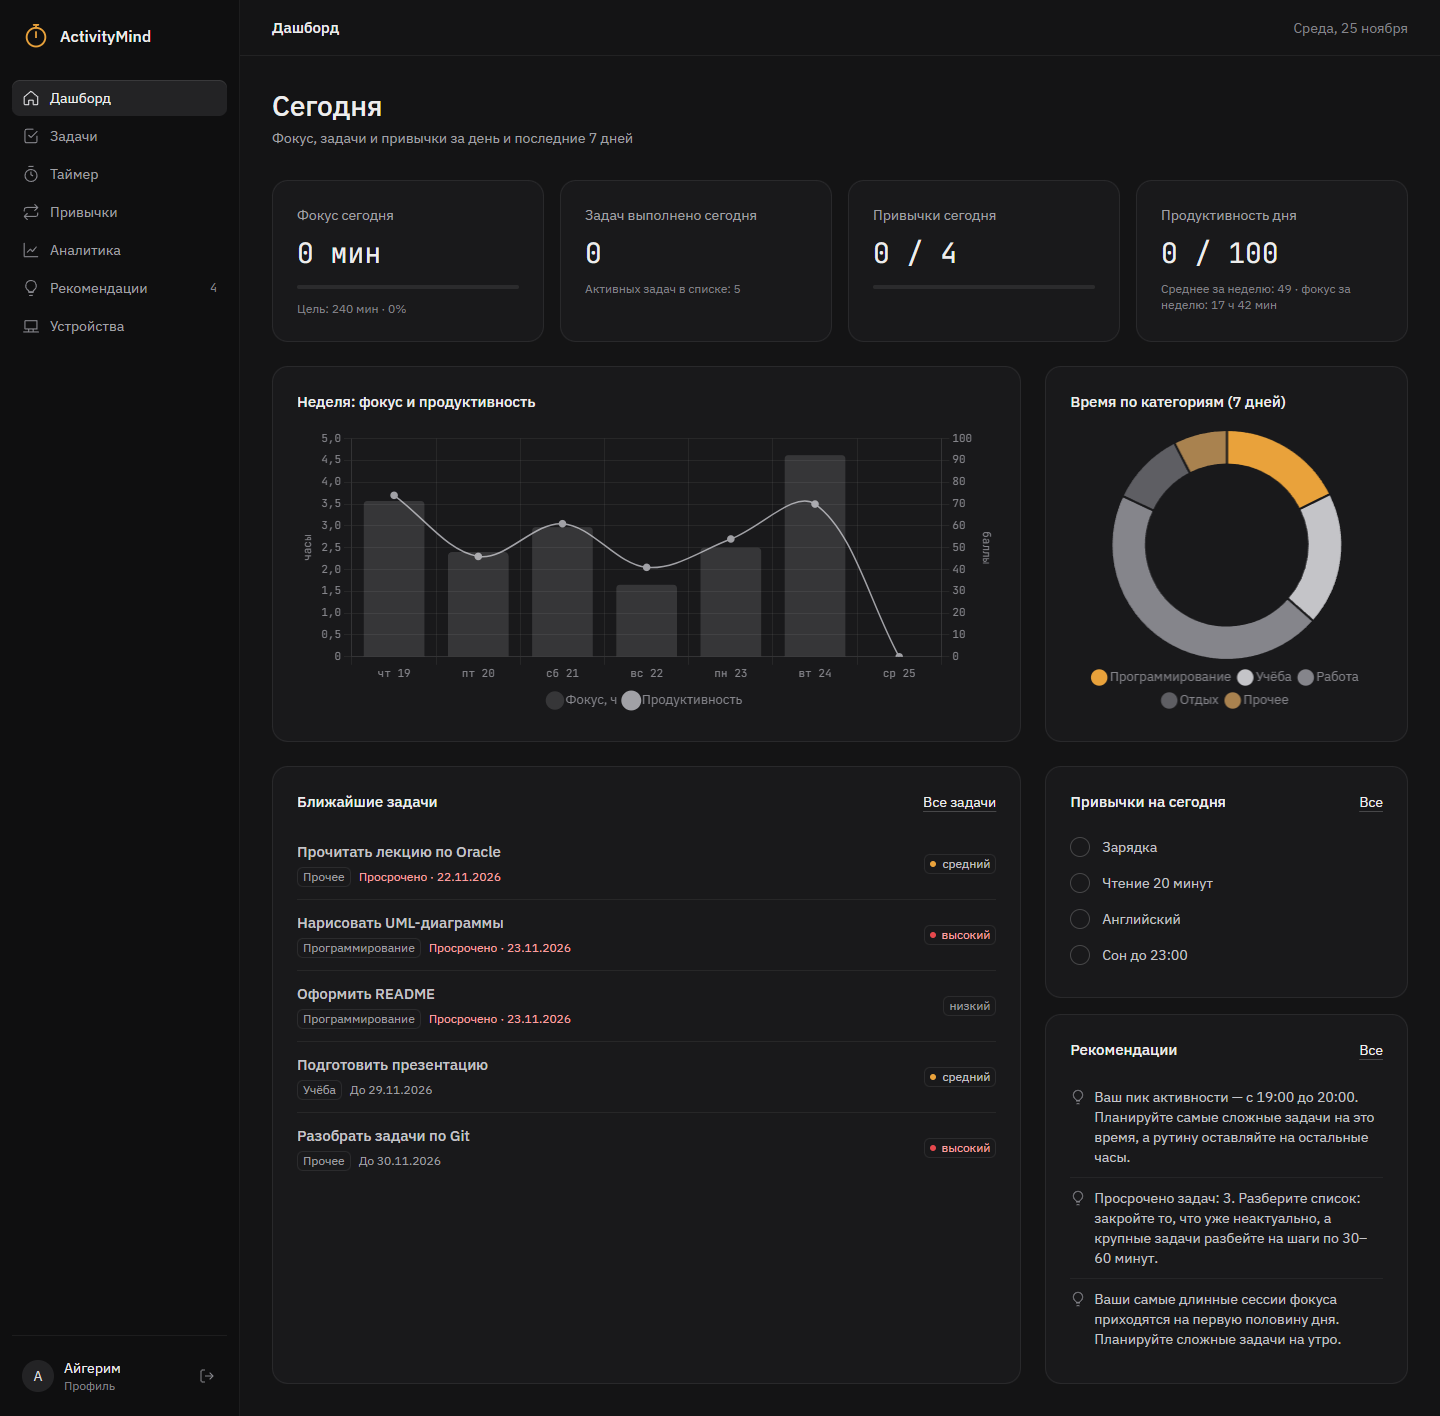 ActivityMind
Дашборд
Задачи
Таймер
Привычки
Аналитика
Рекомендации 4
Устройства
Айгерим
А
Профиль
Дашборд
Среда, 25 ноября
Сегодня
Фокус, задачи и привычки за день и последние 7 дней
Фокус сегодня
0 мин
Цель: 240 мин · 0%
Задач выполнено сегодня
0
Активных задач в списке: 5
Привычки сегодня
0 / 4
Продуктивность дня
0 / 100
Среднее за неделю: 49 · фокус за
неделю: 17 ч 42 мин
Неделя: фокус и продуктивность
часы
5,0
4,5
4,0
3,5
3,0
2,5
2,0
1,5
1,0
0,5
0
100
90
80
70
60
50
40
30
20
10
0
баллы
чт 19 пт 20 сб 21 вс 22 пн 23 вт 24 ср 25
Фокус, ч Продуктивность
Время по категориям (7 дней)
Программирование Учёба Работа
Отдых Прочее
Ближайшие задачи
Все задачи
Прочитать лекцию по Oracle
Прочее Просрочено · 22.11.2026
средний
Нарисовать UML-диаграммы
Программирование Просрочено · 23.11.2026
высокий
Оформить README
Программирование Просрочено · 23.11.2026
низкий
Подготовить презентацию
Учёба До 29.11.2026
средний
Разобрать задачи по Git
Прочее До 30.11.2026
высокий
Привычки на сегодня
Все
Зарядка
Чтение 20 минут
Английский
Сон до 23:00
Рекомендации
Все
Ваш пик активности — с 19:00 до 20:00.
Планируйте самые сложные задачи на это
время, а рутину оставляйте на остальные
часы.
Просрочено задач: 3. Разберите список:
закройте то, что уже неактуально, а
крупные задачи разбейте на шаги по 30–
60 минут.
Ваши самые длинные сессии фокуса
приходятся на первую половину дня.
Планируйте сложные задачи на утро.